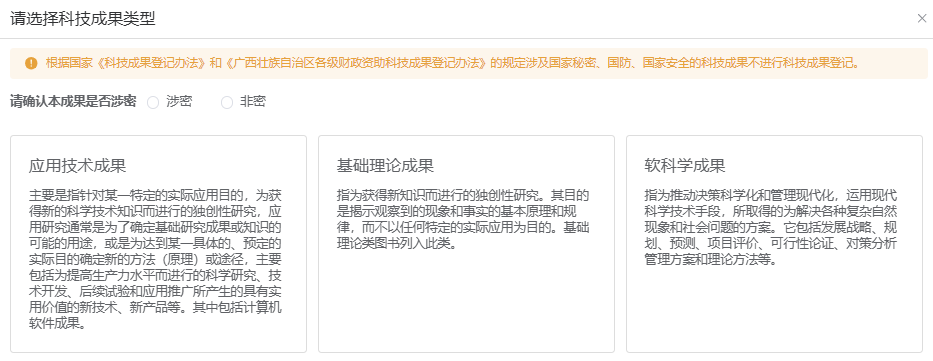 请选择科技成果类型
根据国家《科技成果登记办法》和《广西壮族自治区各级财政资助科技成果登记办法》的规定涉及国家秘密、国防、国家安全的科技成果不进行科技成果登记。
请确认本成果是否涉密 涉密 非密
应用技术成果
主要是指针对某一特定的实际应用目的，为获
得新的科学技术知识而进行的独创性研究，应
用研究通常是为了确定基础研究成果或知识的
可能的用途，或是为达到某一具体的、预定的
实际目的确定新的方法（原理）或途径，主要
包括为提高生产力水平而进行的科学研究、技
术开发、后续试验和应用推广所产生的具有实
用价值的新技术、新产品等。其中包括计算机
软件成果。
基础理论成果
指为获得新知识而进行的独创性研究。其目的
是揭示观察到的现象和事实的基本原理和规
律，而不以任何特定的实际应用为目的。基础
理论类图书列入此类。
软科学成果
指为推动决策科学化和管理现代化，运用现代
科学技术手段，所取得的为解决各种复杂自然
现象和社会问题的方案。它包括发展战略、规
划、预测、项目评价、可行性论证、对策分析
管理方案和理论方法等。